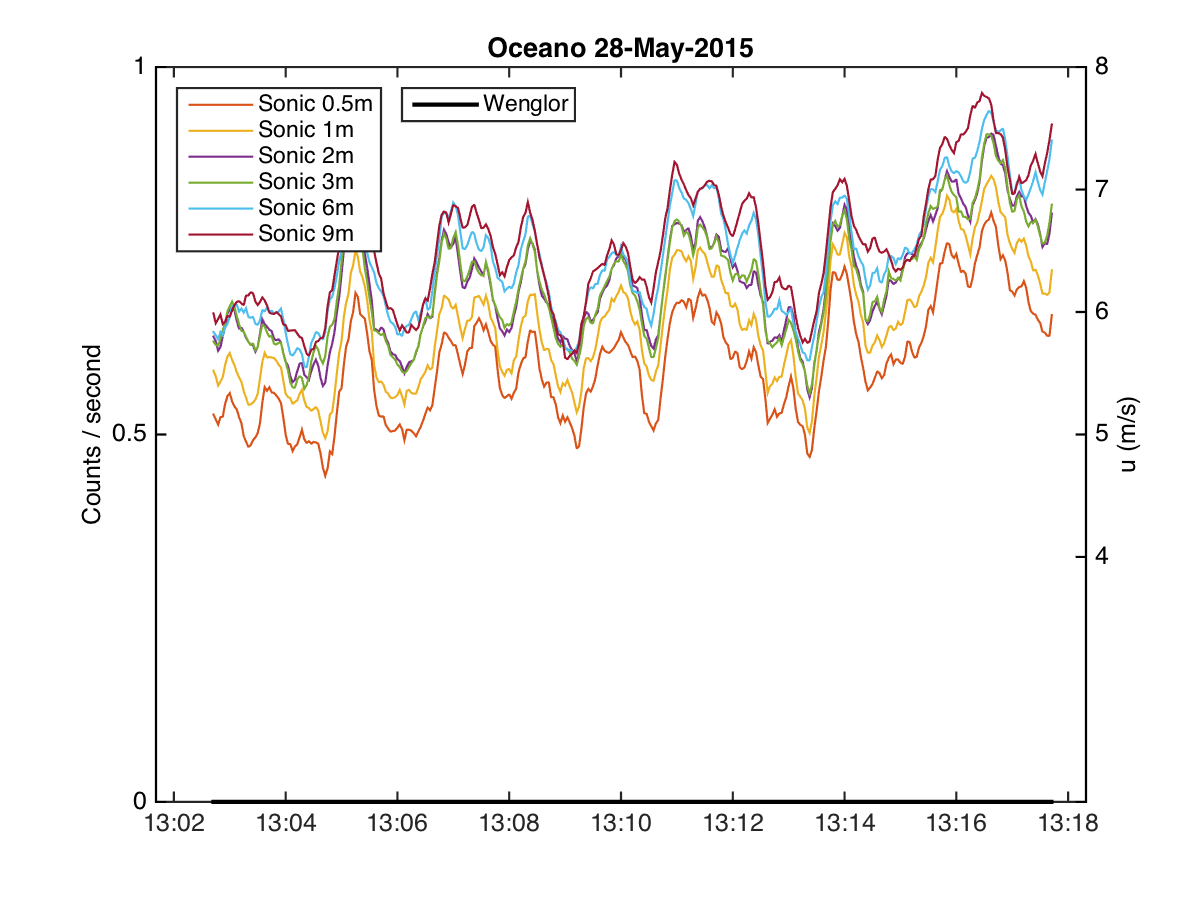 Oceano 28-May-2015
1
8
Sonic 0.5m
Wenglor
Sonic 1m
Sonic 2m
Sonic 3m
7
Sonic 6m
Sonic 9m
6
Counts / second
0.5
5
u (m/s)
4
0
13:02 13:04 13:06 13:08 13:10 13:12 13:14 13:16 13:18